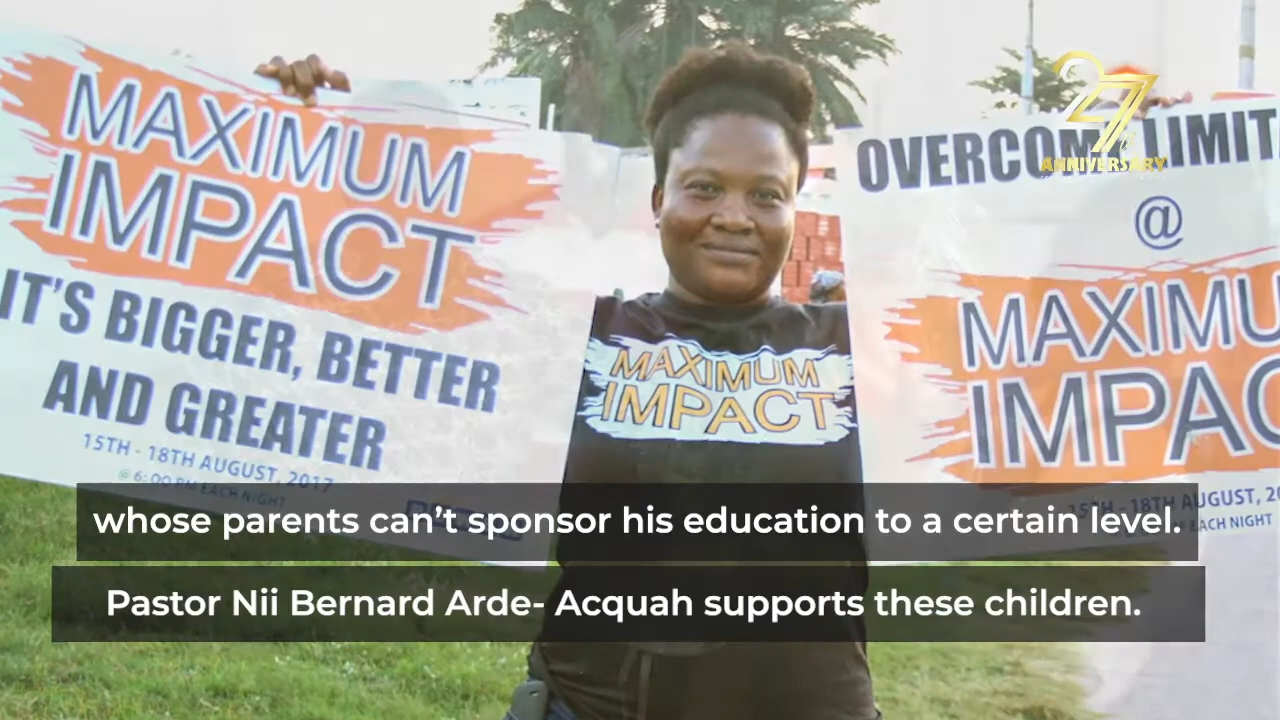 MAXIMUM
IMPACT
IT'S BIGGER, BETTER
AND GREATER
15TH - 18TH AUGUST, 2017
@ 6:00 PM EACH NIGHT
MAXIMUM
IMPACT
27
ANNIVERSARY
OVERCOM LIMIT
@
MAXIMU
IMPAC
15TH - 18TH AUGUST, 20
EACH NIGHT
whose parents can’t sponsor his education to a certain level.
Pastor Nii Bernard Arde- Acquah supports these children.